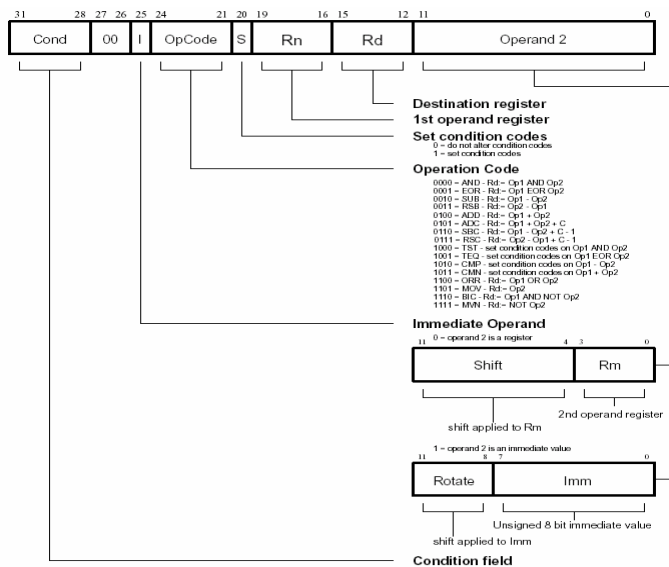 31 28 27 26 25 24 21 20 19 16 15 12 11 0
Cond 00 I OpCode S Rn Rd Operand 2
Destination register
1st operand register
Set condition codes
0 = do not alter condition codes
1 = set condition codes
Operation Code
0000 = AND - Rd:= Op1 AND Op2
0001 = EOR - Rd:= Op1 EOR Op2
0010 = SUB - Rd:= Op1 - Op2
0011 = RSB - Rd:= Op2 - Op1
0100 = ADD - Rd:= Op1 + Op2
0101 = ADC - Rd:= Op1 + Op2 + C
0110 = SBC - Rd:= Op1 - Op2 + C - 1
0111 = RSC - Rd:= Op2 - Op1 + C - 1
1000 = TST - set condition codes on Op1 AND Op2
1001 = TEQ - set condition codes on Op1 EOR Op2
1010 = CMP - set condition codes on Op1 - Op2
1011 = CMN - set condition codes on Op1 + Op2
1100 = ORR - Rd:= Op1 OR Op2
1101 = MOV - Rd:= Op2
1110 = BIC - Rd:= Op1 AND NOT Op2
1111 = MVN - Rd:= NOT Op2
Immediate Operand
0 = operand 2 is a register
11 4 3 0
Shift Rm
2nd operand register
shift applied to Rm
1 = operand 2 is an immediate value
11 8 7 0
Rotate Imm
Unsigned 8 bit immediate value
shift applied to Imm
Condition field